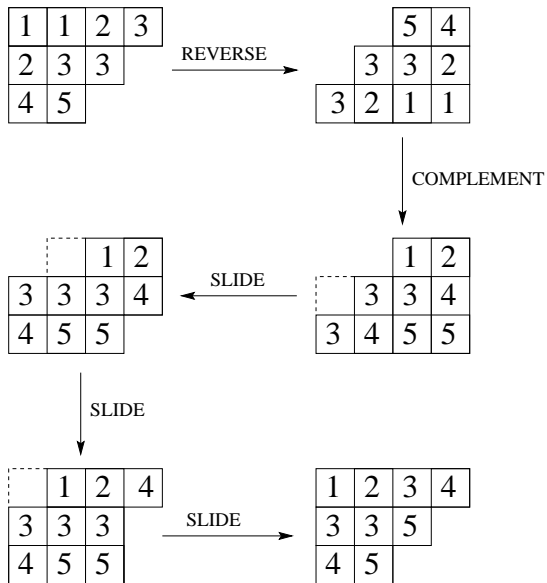 1 1 2 3
2 3 3
4 5
REVERSE
5 4
3 3 2
3 2 1 1
COMPLEMENT
1 2
3 3 3 4
4 5 5
SLIDE
1 2
3 3 4
3 4 5 5
SLIDE
1 2 4
3 3 3
4 5 5
SLIDE
1 2 3 4
3 3 5
4 5